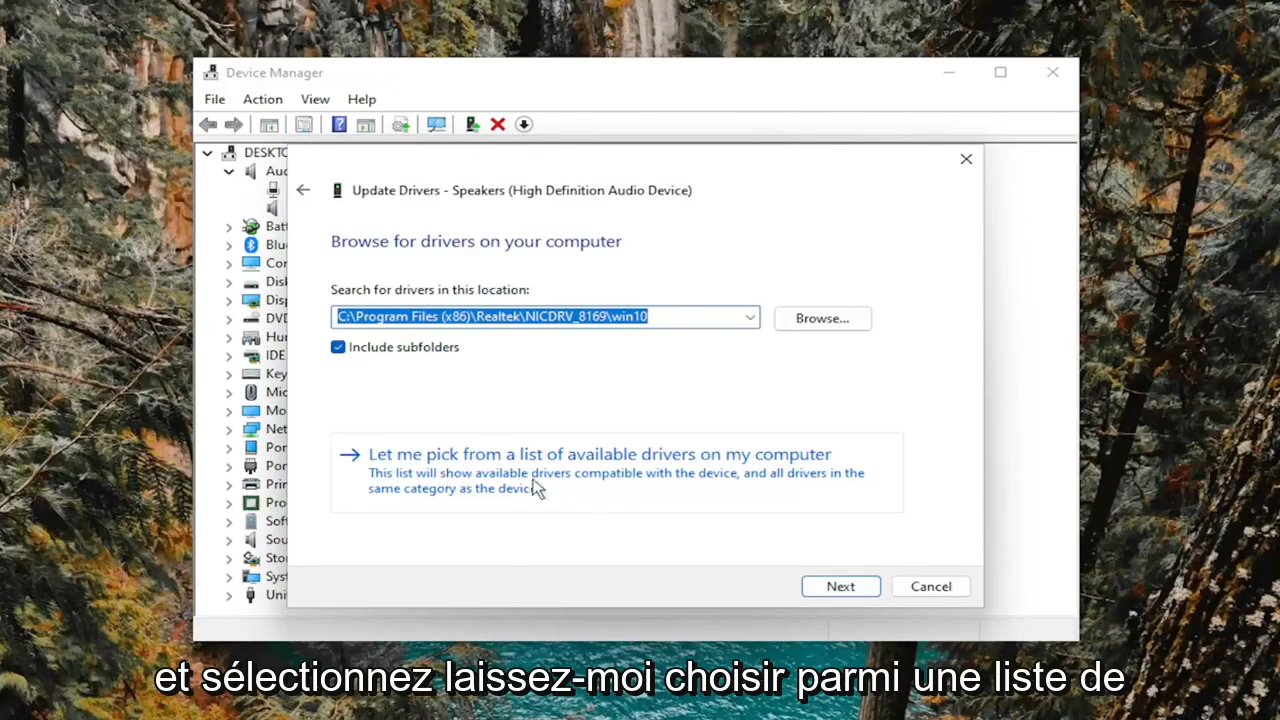 Device Manager
File Action View Help
DESKTO
Aud
Update Drivers - Speakers (High Definition Audio Device)
Batt
Browse for drivers on your computer
Blu
Con
Disk
Search for drivers in this location:
Disp
C:\Program Files (x86)\Realtek\NICDRV_8169\win10
Browse...
DVD
Hun
Include subfolders
IDE
Key
Mic
Mo
Net
Por
Let me pick from a list of available drivers on my computer
Por
This list will show available drivers compatible with the device, and all drivers in the
Prin
same category as the devic
Pro
Soft
Sou
Sto
Syst
Next Cancel
Uni
et sélectionnez laissez-moi choisir parmi une liste de